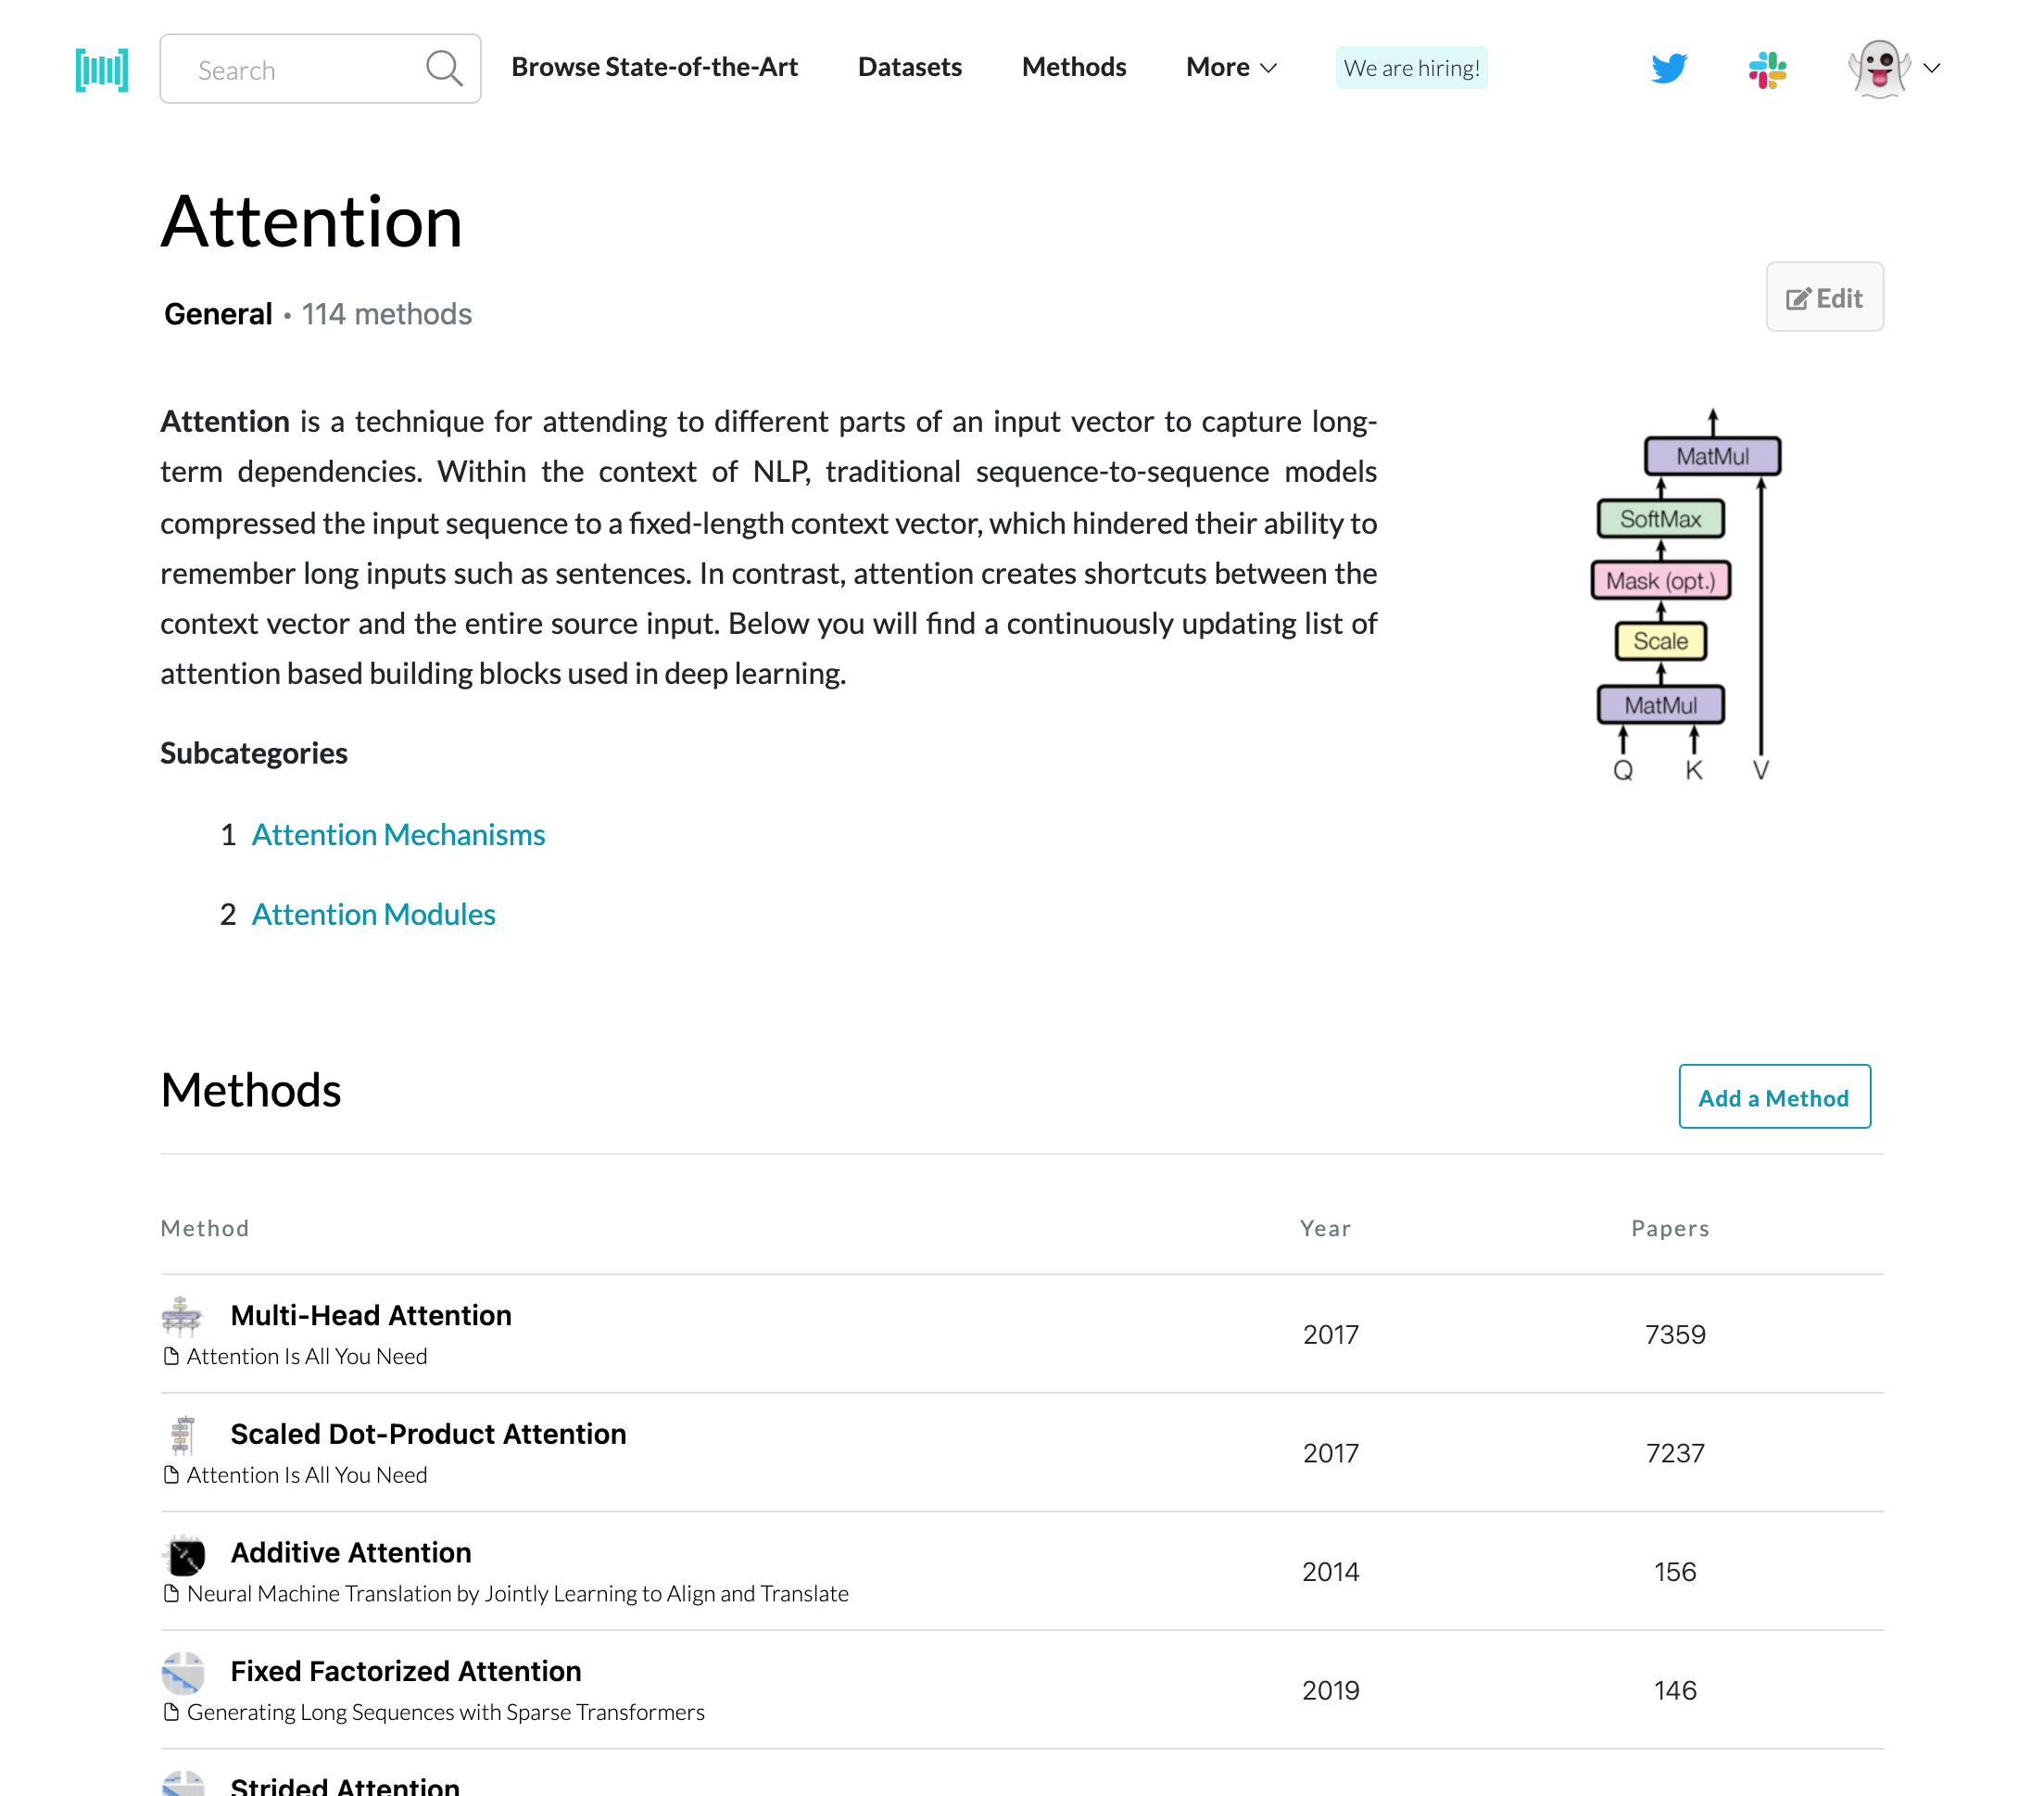 Search
Browse State-of-the-Art
Datasets
Methods
More
We are hiring!
Attention
General • 114 methods
Edit
Attention is a technique for attending to different parts of an input vector to capture long-
term dependencies. Within the context of NLP, traditional sequence-to-sequence models
compressed the input sequence to a fixed-length context vector, which hindered their ability to
remember long inputs such as sentences. In contrast, attention creates shortcuts between the
context vector and the entire source input. Below you will find a continuously updating list of
attention based building blocks used in deep learning.
MatMul
SoftMax
Mask (opt.)
Scale
MatMul
Q K V
Subcategories
1 Attention Mechanisms
2 Attention Modules
Methods
Add a Method
Method Year Papers
Multi-Head Attention
Attention Is All You Need
2017 7359
Scaled Dot-Product Attention
Attention Is All You Need
2017 7237
Additive Attention
Neural Machine Translation by Jointly Learning to Align and Translate
2014 156
Fixed Factorized Attention
Generating Long Sequences with Sparse Transformers
2019 146
Strided Attention